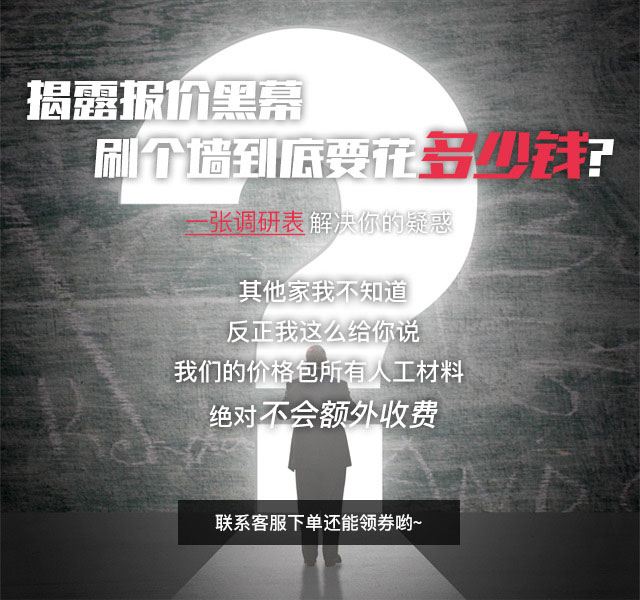 揭露报价黑幕
刷个墙到底要花多少钱?
一张调研表 解决你的疑惑
其他家我不知道
反正我这么给你说
我们的价格包所有人工材料
绝对不会额外收费
联系客服下单还能领券哟~